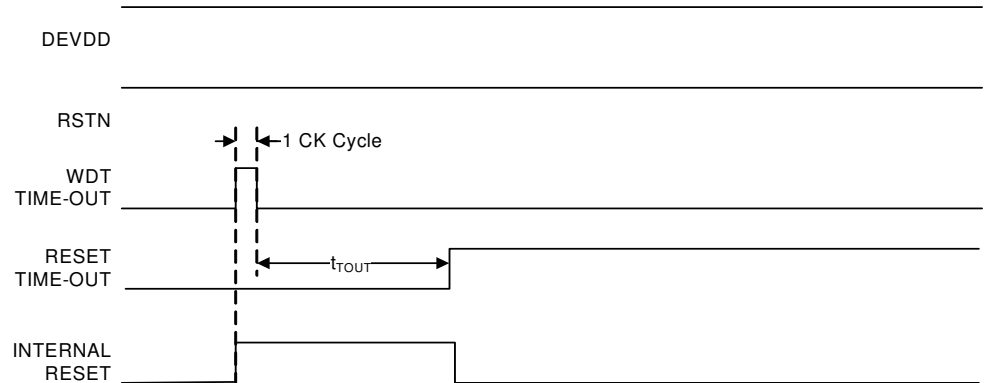 DEVDD
RSTN
1 CK Cycle
WDT
TIME-OUT
RESET
TIME-OUT
tTOUT
INTERNAL
RESET